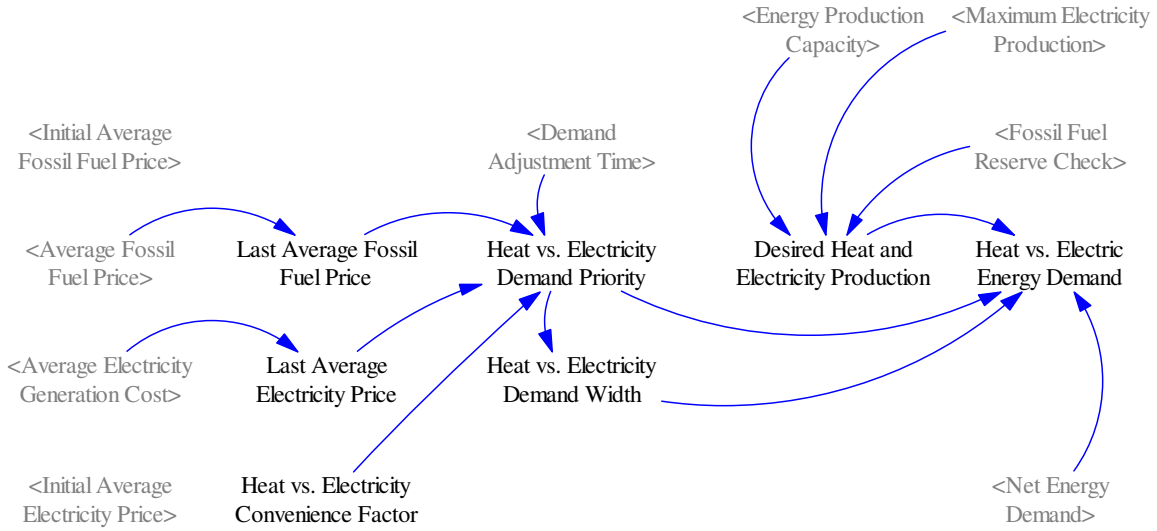 <Energy Production
Capacity>
<Maximum Electricity
Production>
<Initial Average
Fossil Fuel Price>
<Demand
Adjustment Time>
<Fossil Fuel
Reserve Check>
<Average Fossil
Fuel Price>
Last Average Fossil
Fuel Price
Heat vs. Electricity
Demand Priority
Desired Heat and
Electricity Production
Heat vs. Electric
Energy Demand
<Average Electricity
Generation Cost>
Last Average
Electricity Price
Heat vs. Electricity
Demand Width
<Initial Average
Electricity Price>
Heat vs. Electricity
Convenience Factor
<Net Energy
Demand>